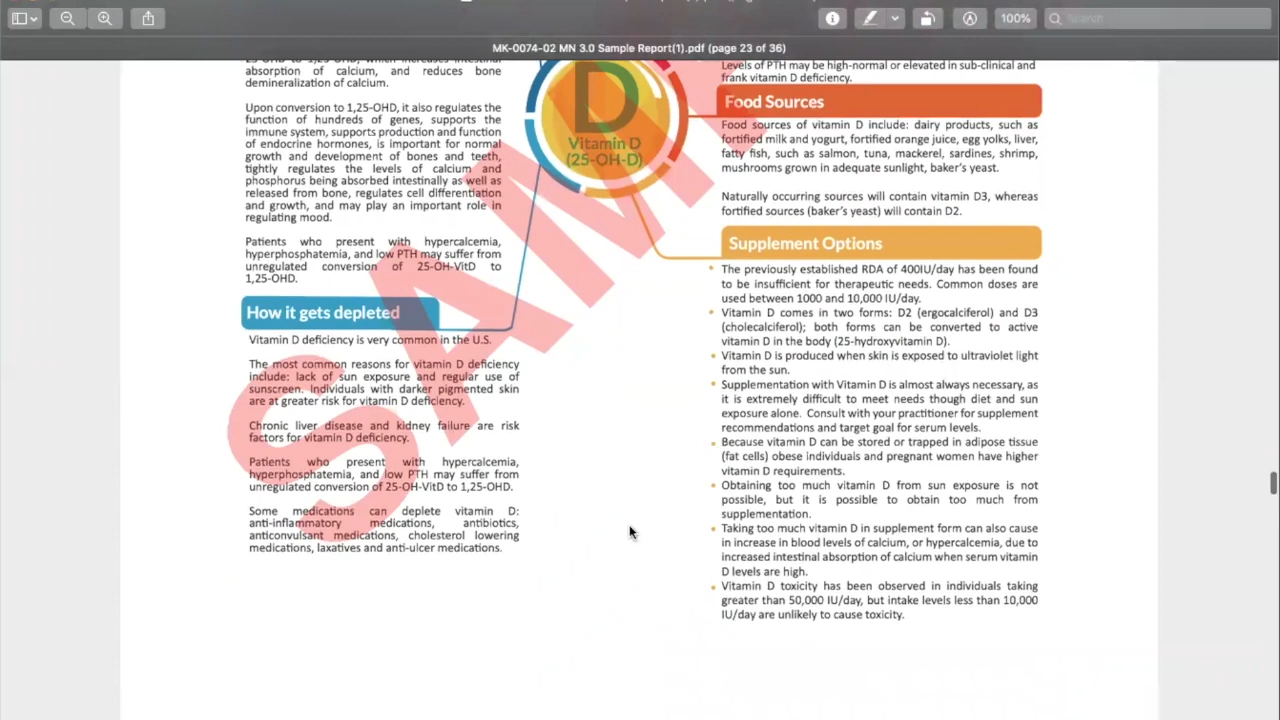 100%
Search
MK-0074-02 MN 3.0 Sample Report(1).pdf (page 23 of 36)
25-OHD to 1,25-OHD, which increases intestinal
absorption of calcium, and reduces bone
demineralization of calcium.
Upon conversion to 1,25-OHD, it also regulates the
function of hundreds of genes, supports the
immune system, supports production and function
of endocrine hormones, is important for normal
growth and development of bones and teeth,
tightly regulates the levels of calcium and
phosphorus being absorbed intestinally as well as
released from bone, regulates cell differentiation
and growth, and may play an important role in
regulating mood.
Patients who present with hypercalcemia,
hyperphosphatemia, and low PTH may suffer from
unregulated conversion of 25-OH-VitD to
1,25-OHD.
How it gets depleted
Vitamin D deficiency is very common in the U.S.
The most common reasons for vitamin D deficiency
include: lack of sun exposure and regular use of
sunscreen. Individuals with darker pigmented skin
are at greater risk for vitamin D deficiency.
Chronic liver disease and kidney failure are risk
factors for vitamin D deficiency.
Patients who present with hypercalcemia,
hyperphosphatemia, and low PTH may suffer from
unregulated conversion of 25-OH-VitD to 1,25-OHD.
Some medications can deplete vitamin D:
anti-inflammatory medications, antibiotics,
anticonvulsant medications, cholesterol lowering
medications, laxatives and anti-ulcer medications.
D
Vitamin D
(25-OH-D)
Levels of PTH may be high-normal or elevated in sub-clinical and
frank vitamin D deficiency.
Food Sources
Food sources of vitamin D include: dairy products, such as
fortified milk and yogurt, fortified orange juice, egg yolks, liver,
fatty fish, such as salmon, tuna, mackerel, sardines, shrimp,
mushrooms grown in adequate sunlight, baker's yeast.
Naturally occurring sources will contain vitamin D3, whereas
fortified sources (baker's yeast) will contain D2.
Supplement Options
• The previously established RDA of 400IU/day has been found
to be insufficient for therapeutic needs. Common doses are
used between 1000 and 10,000 IU/day.
• Vitamin D comes in two forms: D2 (ergocalciferol) and D3
(cholecalciferol); both forms can be converted to active
vitamin D in the body (25-hydroxyvitamin D).
• Vitamin D is produced when skin is exposed to ultraviolet light
from the sun.
• Supplementation with Vitamin D is almost always necessary, as
it is extremely difficult to meet needs though diet and sun
exposure alone. Consult with your practitioner for supplement
recommendations and target goal for serum levels.
• Because vitamin D can be stored or trapped in adipose tissue
(fat cells) obese individuals and pregnant women have higher
vitamin D requirements.
• Obtaining too much vitamin D from sun exposure is not
possible, but it is possible to obtain too much from
supplementation.
• Taking too much vitamin D in supplement form can also cause
in increase in blood levels of calcium, or hypercalcemia, due to
increased intestinal absorption of calcium when serum vitamin
D levels are high.
• Vitamin D toxicity has been observed in individuals taking
greater than 50,000 IU/day, but intake levels less than 10,000
IU/day are unlikely to cause toxicity.
SAM